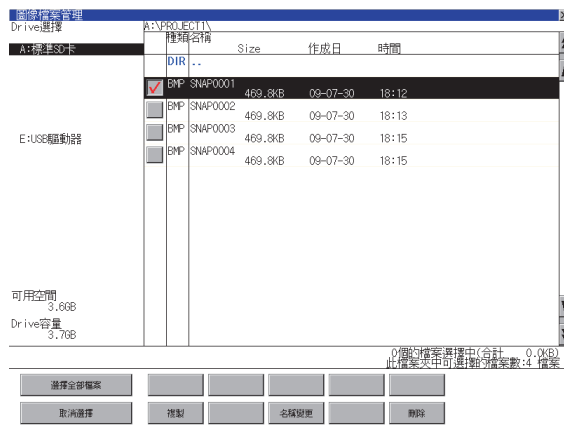 圖像檔案管理
Drive選擇
A:\PROJECT1\
A:標準SD卡
E:USB驅動器
種類 名稱
Size 作成日 時間
DIR ..
BMP SNAP0001
469.8KB 09-07-30 18:12
BMP SNAP0002
469.8KB 09-07-30 18:13
BMP SNAP0003
469.8KB 09-07-30 18:15
BMP SNAP0004
469.8KB 09-07-30 18:15
可用空間
3.6GB
Drive容量
3.7GB
0個的檔案選擇中(合計 0.0KB)
此檔案夾中可選擇的檔案數:4 檔案
選擇全部檔案
取消選擇 複製 名稱變更 刪除